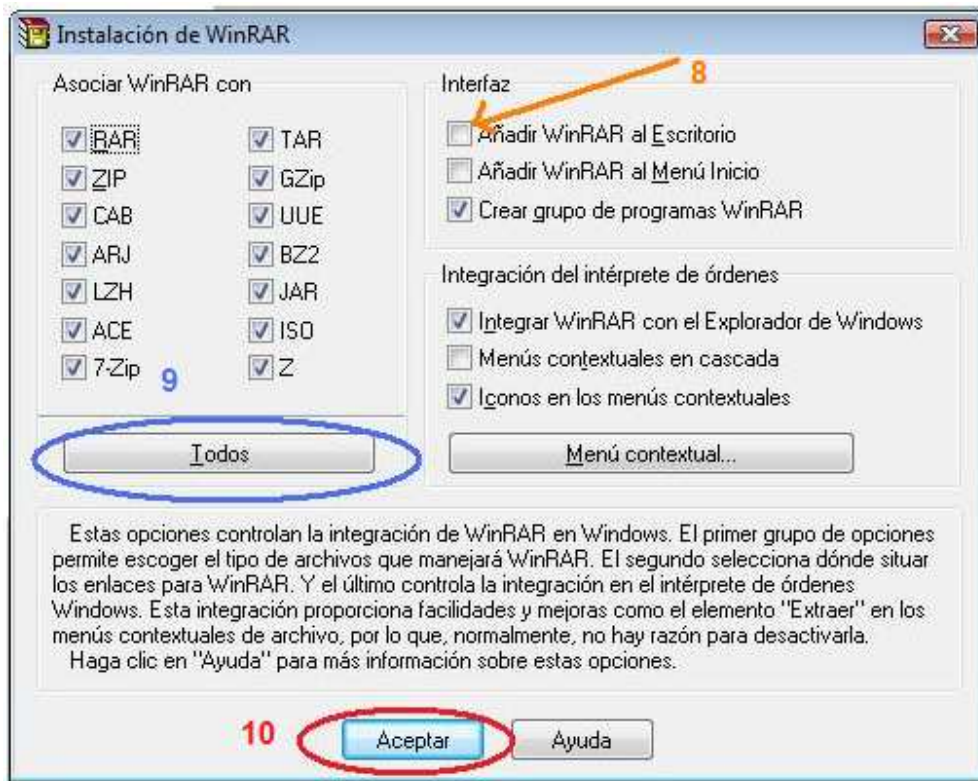 Instalación de WinRAR
Asociar WinRAR con
RAR
ZIP
CAB
ARJ
LZH
ACE
7-Zip
TAR
GZip
UUE
BZ2
JAR
ISO
Z
9
Todos
8
Interfaz
Añadir WinRAR al Escritorio
Añadir WinRAR al Menú Inicio
Crear grupo de programas WinRAR
Integración del intérprete de órdenes
Integrar WinRAR con el Explorador de Windows
Menús contextuales en cascada
Iconos en los menús contextuales
Menú contextual...
Estas opciones controlan la integración de WinRAR en Windows. El primer grupo de opciones
permite escoger el tipo de archivos que manejará WinRAR. El segundo selecciona dónde situar
los enlaces para WinRAR. Y el último controla la integración en el intérprete de órdenes
Windows. Esta integración proporciona facilidades y mejoras como el elemento "Extraer" en los
menús contextuales de archivo, por lo que, normalmente, no hay razón para desactivarla.
Haga clic en "Ayuda" para más información sobre estas opciones.
10
Aceptar
Ayuda